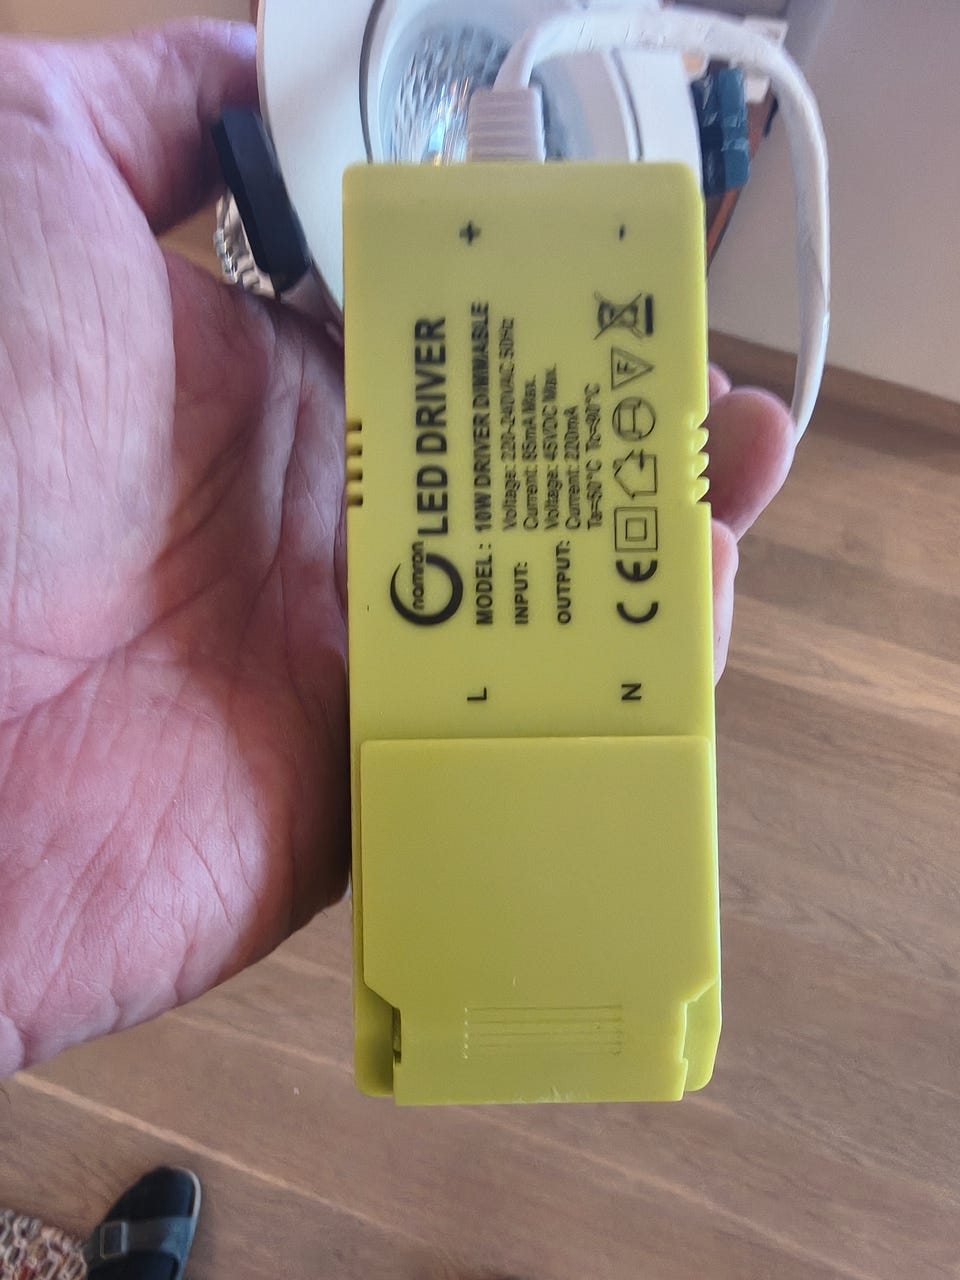 + -
namron LED DRIVER
MODEL: 10W DRIVER DIMMABLE
INPUT: Voltage: 220-240VAC 50Hz
Current: 85mA Max.
OUTPUT: Voltage: 45VDC Max.
Current: 220mA
Ta=50°C Tc=90°C
CE F
L N